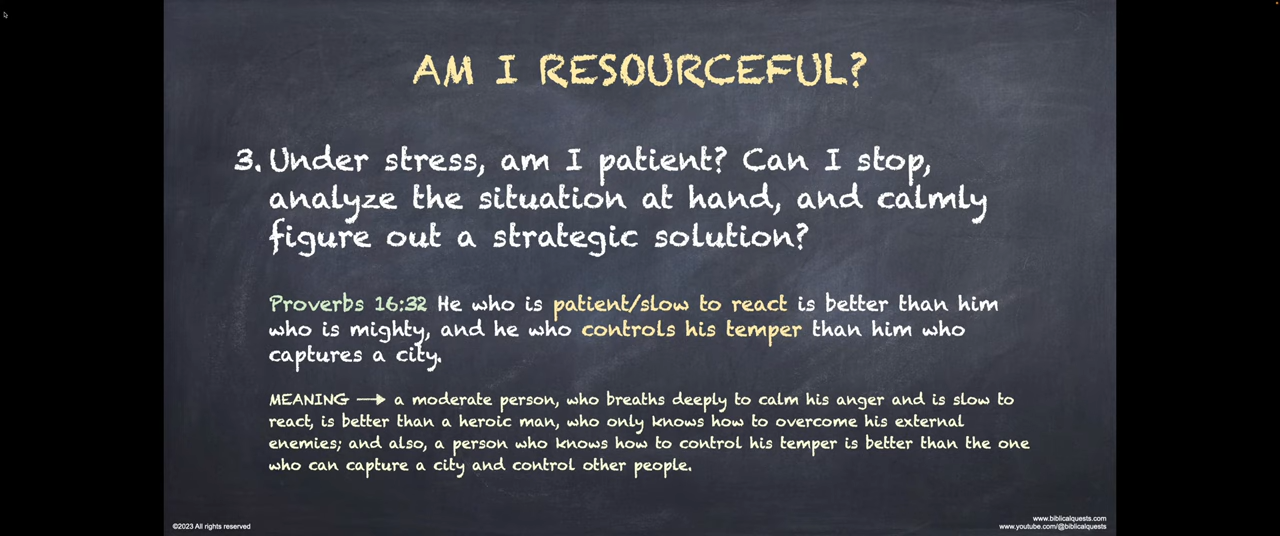 AM I RESOURCEFUL?
3. Under stress, am I patient? Can I stop,
analyze the situation at hand, and calmly
figure out a strategic solution?
Proverbs 16:32 He who is patient/slow to react is better than him
who is mighty, and he who controls his temper than him who
captures a city.
MEANING → a moderate person, who breaths deeply to calm his anger and is slow to
react, is better than a heroic man, who only knows how to overcome his external
enemies; and also, a person who knows how to control his temper is better than the one
who can capture a city and control other people.
©2023 All rights reserved
www.biblicalquests.com
www.youtube.com/@biblicalquests